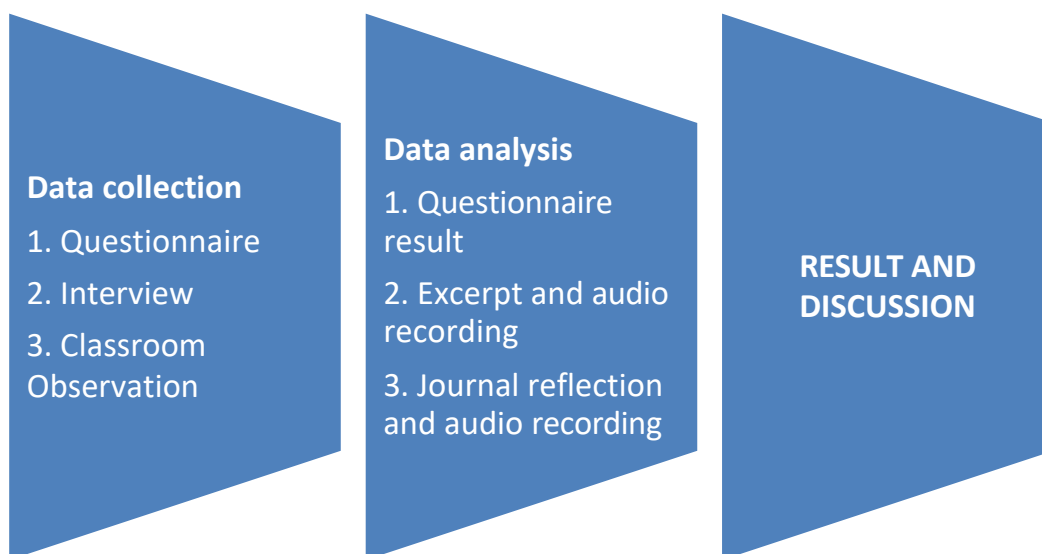 Data collection
1. Questionnaire
2. Interview
3. Classroom
Observation
Data analysis
1. Questionnaire
result
2. Excerpt and audio
recording
3. Journal reflection
and audio recording
RESULT AND
DISCUSSION